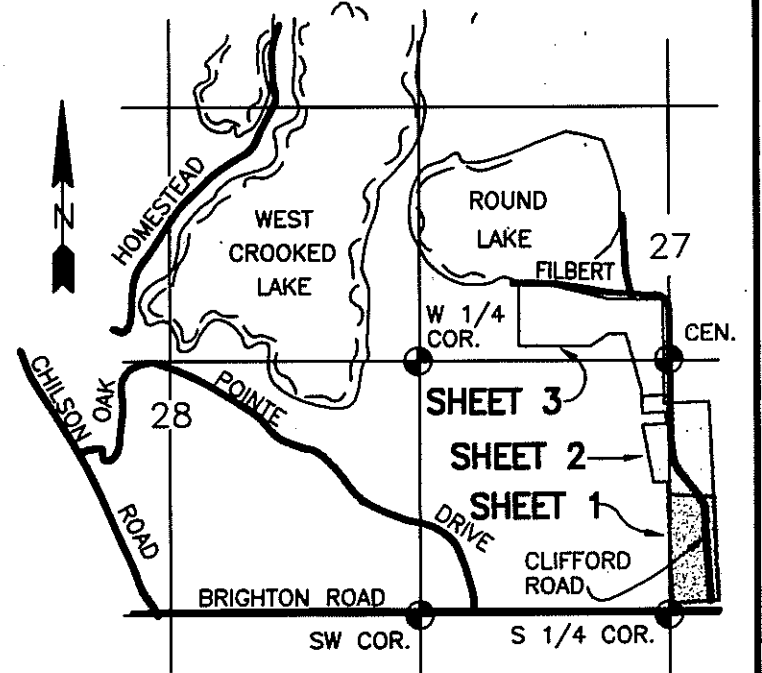 N
HOMESTEAD
WEST
CROOKED
LAKE
ROUND
LAKE
FILBERT
27
W 1/4
COR.
CEN.
CHILSON
ROAD
OAK
POINTE
DRIVE
28
SHEET 3
SHEET 2
SHEET 1
CLIFFORD
ROAD
BRIGHTON ROAD
SW COR.
S 1/4 COR.